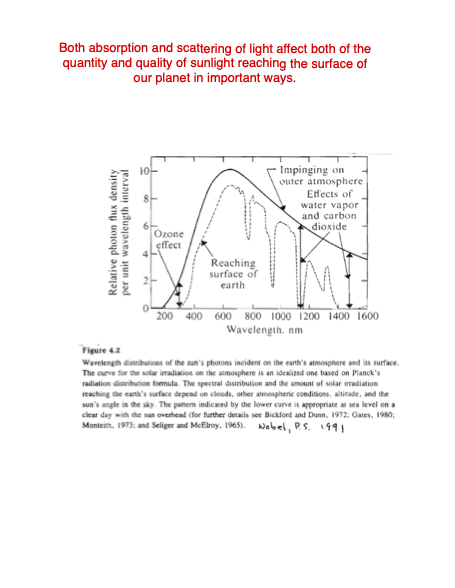 Both absorption and scattering of light affect both of the
quantity and quality of sunlight reaching the surface of
our planet in important ways.
Relative photon flux density
per unit wavelength interval
10
8
6
4
2
0
Impinging on
outer atmosphere
Effects of
water vapor
and carbon
dioxide
Ozone
effect
Reaching
surface of
earth
200 400 600 800 1000 1200 1400 1600
Wavelength, nm
Figure 4.2
Wavelength distributions of the sun's photons incident on the earth's atmosphere and its surface.
The curve for the solar irradiation on the atmosphere is an idealized one based on Planck's
radiation distribution formula. The spectral distribution and the amount of solar irradiation
reaching the earth's surface depend on clouds, other atmospheric conditions, altitude, and the
sun's angle in the sky. The pattern indicated by the lower curve is appropriate at sea level on a
clear day with the sun overhead (for further details see Bickford and Dunn, 1972; Gates, 1980;
Monteith, 1973; and Seliger and McElroy, 1965). Nobel, P.S. 1991